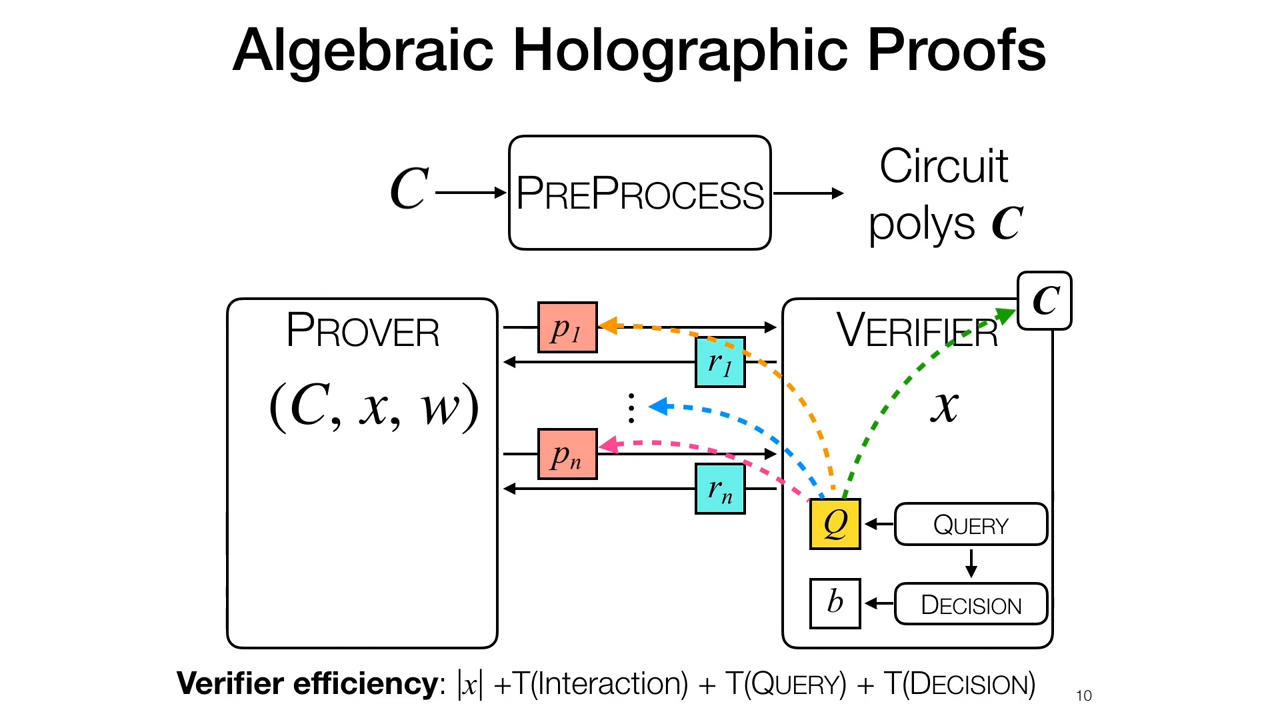 Algebraic Holographic Proofs
C
PREPROCESS
Circuit
polys C
C
PROVER
(C, x, w)
p1
r1
⋮
pn
rn
VERIFIER
x
Q
QUERY
b
DECISION
Verifier efficiency: |x| +T(Interaction) + T(QUERY) + T(DECISION)
10